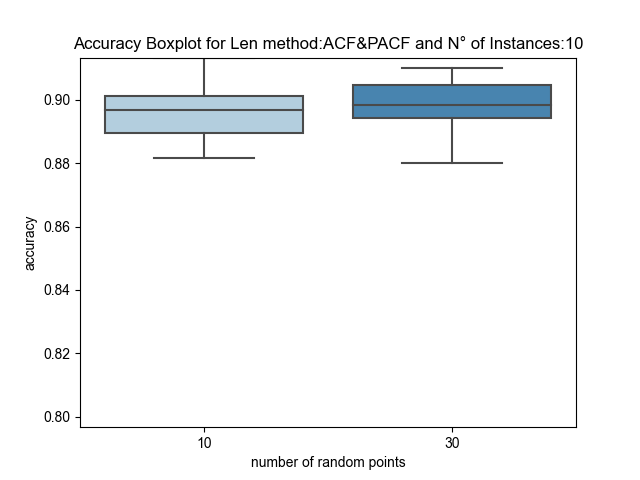 Accuracy Boxplot for Len method:ACF&PACF and N° of Instances:10
0.90
0.88
0.86
0.84
0.82
0.80
accuracy
10 30
number of random points